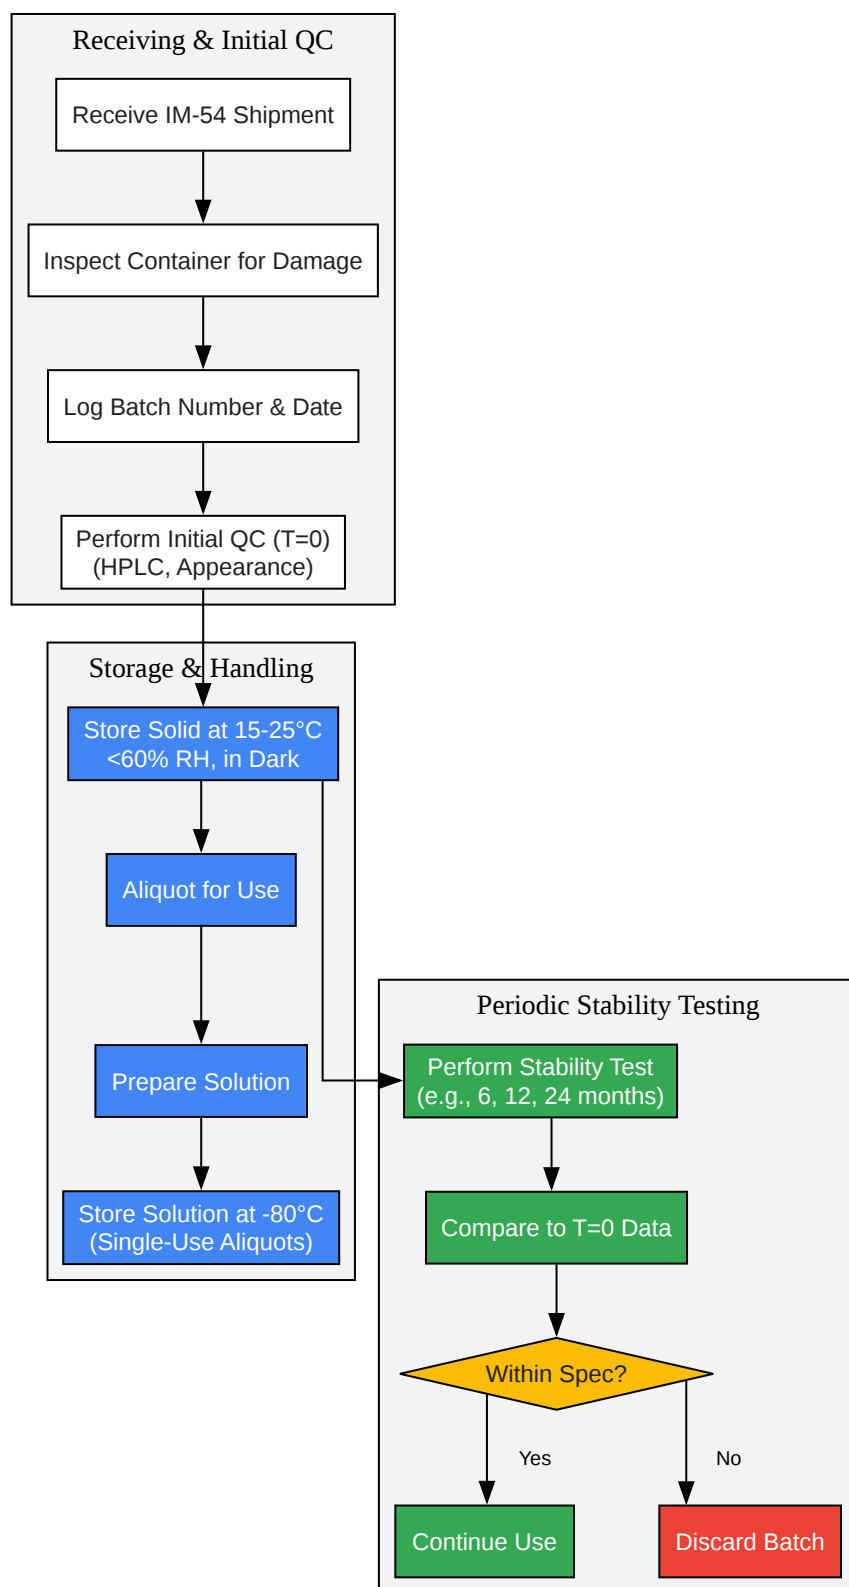 Receiving & Initial QC
Receive IM-54 Shipment
Inspect Container for Damage
Log Batch Number & Date
Perform Initial QC (T=0)
(HPLC, Appearance)
Storage & Handling
Store Solid at 15-25°C
<60% RH, in Dark
Aliquot for Use
Prepare Solution
Store Solution at -80°C
(Single-Use Aliquots)
Periodic Stability Testing
Perform Stability Test
(e.g., 6, 12, 24 months)
Compare to T=0 Data
Within Spec?
Yes
No
Continue Use
Discard Batch